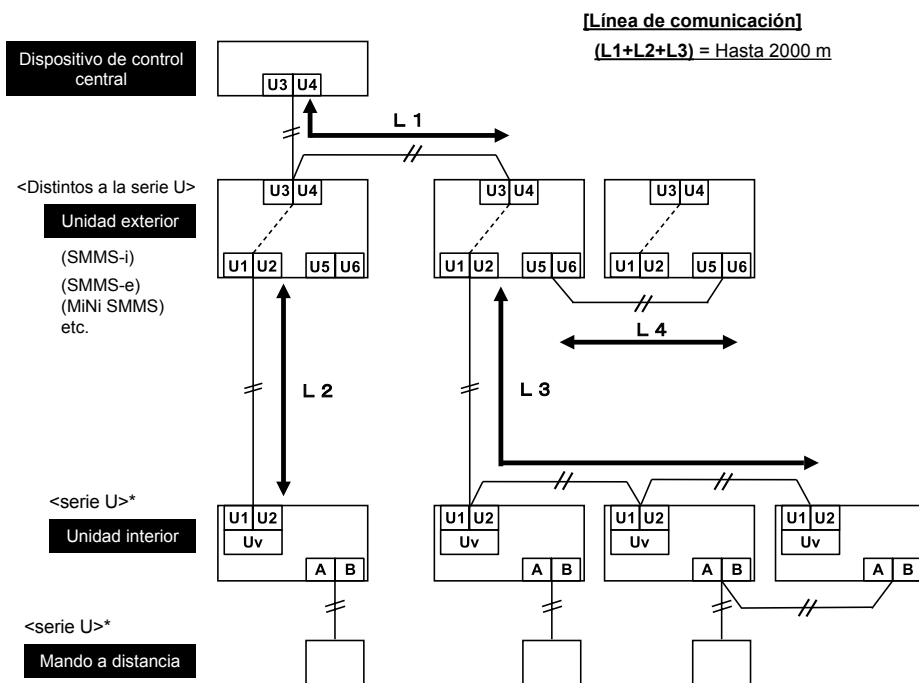 [Línea de comunicación]
(L1+L2+L3) = Hasta 2000 m
Dispositivo de control
central
U3 U4
L 1
<Distintos a la serie U>
U3 U4 U3 U4 U3 U4
Unidad exterior
(SMMS-i)
U1 U2 U5 U6 U1 U2 U5 U6 U1 U2 U5 U6
(SMMS-e)
(MiNi SMMS)
etc.
L 4
L 2 L 3
<serie U>*
U1 U2 U1 U2 U1 U2 U1 U2
Unidad interior
Uv Uv Uv Uv
A B A B A B A B
<serie U>*
Mando a distancia